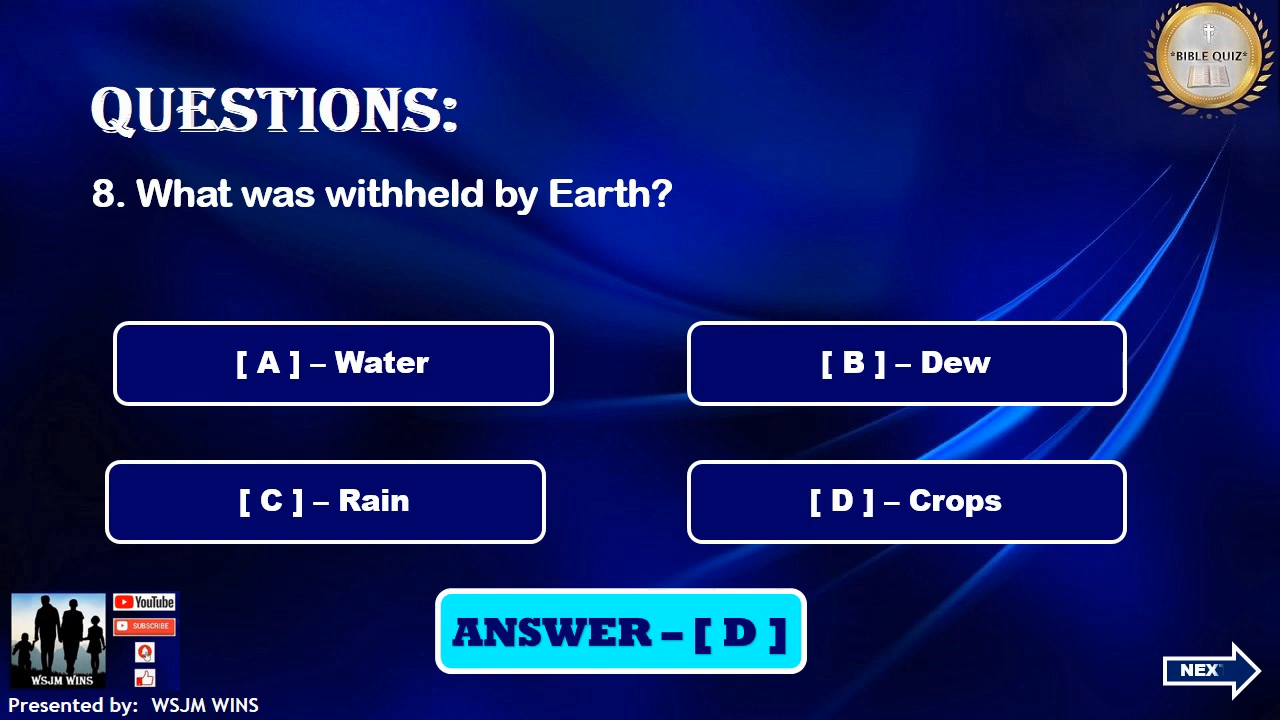 *BIBLE QUIZ*
QUESTIONS:
8. What was withheld by Earth?
[ A ] – Water
[ B ] – Dew
[ C ] – Rain
[ D ] – Crops
ANSWER – [ D ]
YouTube
SUBSCRIBE
WSJM WINS
NEX
Presented by: WSJM WINS